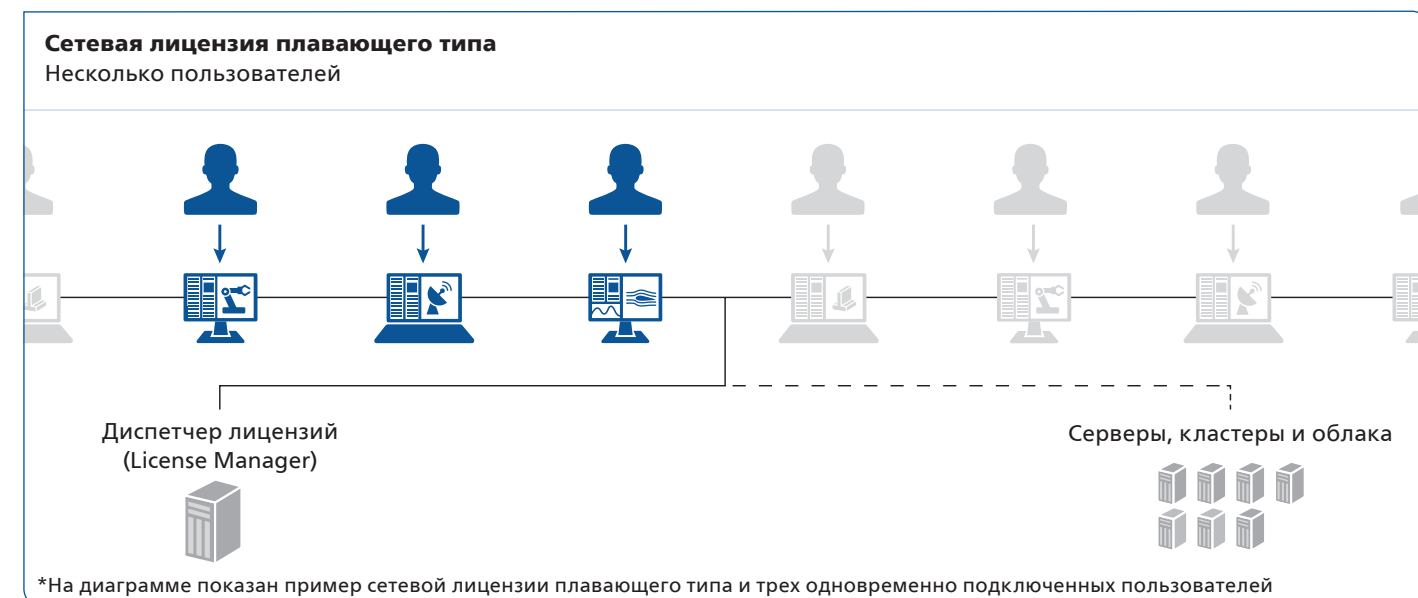 Сетевая лицензия плавающего типа
Несколько пользователей
Диспетчер лицензий
(License Manager)
Серверы, кластеры и облака
*На диаграмме показан пример сетевой лицензии плавающего типа и трех одновременно подключенных пользователей